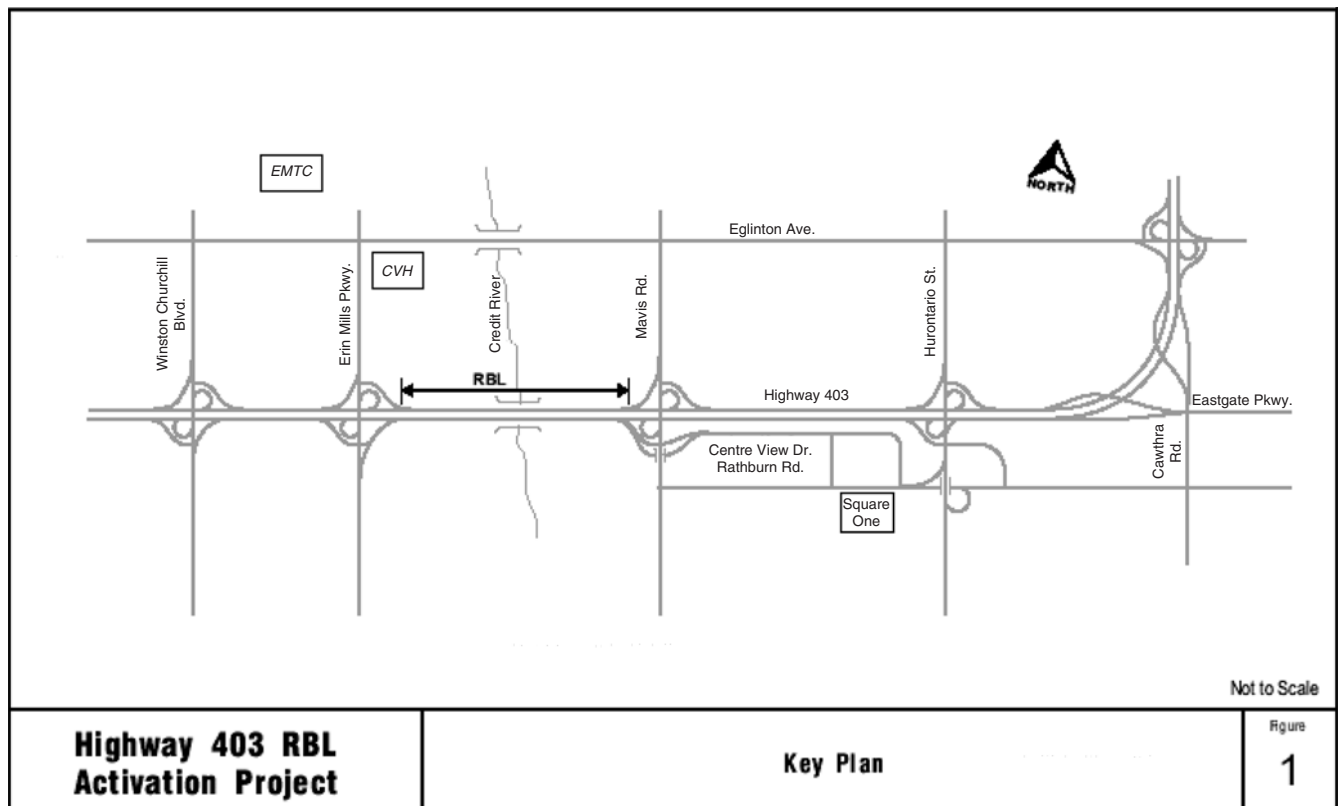 EMTC
NORTH
Eglinton Ave.
Winston Churchill
Blvd.
Erin Mills Pkwy.
CVH
Credit River
Mavis Rd.
Hurontario St.
RBL
Highway 403
Eastgate Pkwy.
Cawthra
Rd.
Centre View Dr.
Rathburn Rd.
Square
One
Not to Scale
Highway 403 RBL
Activation Project
Key Plan
Figure
1